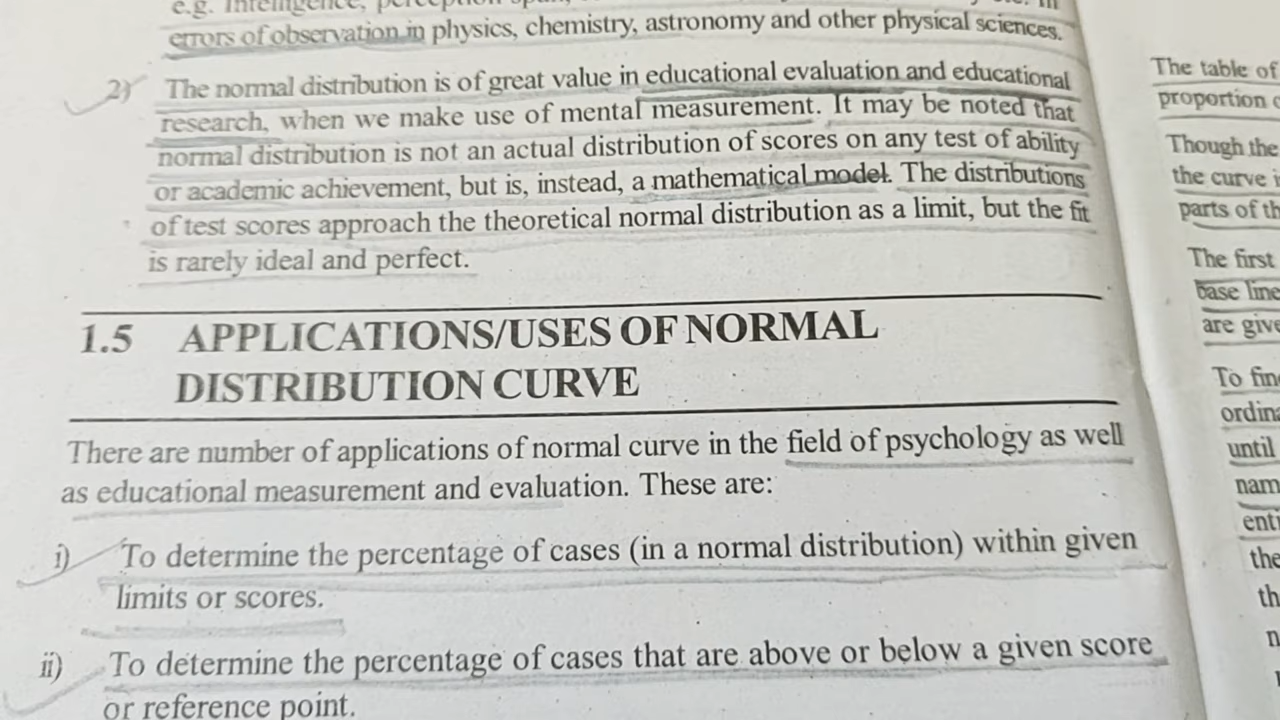 e.g. Intelligence, perception span,
errors of observation in physics, chemistry, astronomy and other physical sciences.
2) The normal distribution is of great value in educational evaluation and educational
research, when we make use of mental measurement. It may be noted that
normal distribution is not an actual distribution of scores on any test of ability
or academic achievement, but is, instead, a mathematical model. The distributions
of test scores approach the theoretical normal distribution as a limit, but the fit
is rarely ideal and perfect.
1.5 APPLICATIONS/USES OF NORMAL
DISTRIBUTION CURVE
There are number of applications of normal curve in the field of psychology as well
as educational measurement and evaluation. These are:
i) To determine the percentage of cases (in a normal distribution) within given
limits or scores.
ii) To determine the percentage of cases that are above or below a given score
or reference point.
The table of
proportion
Though the
the curve
parts of
The first
base line
are
To
until
the